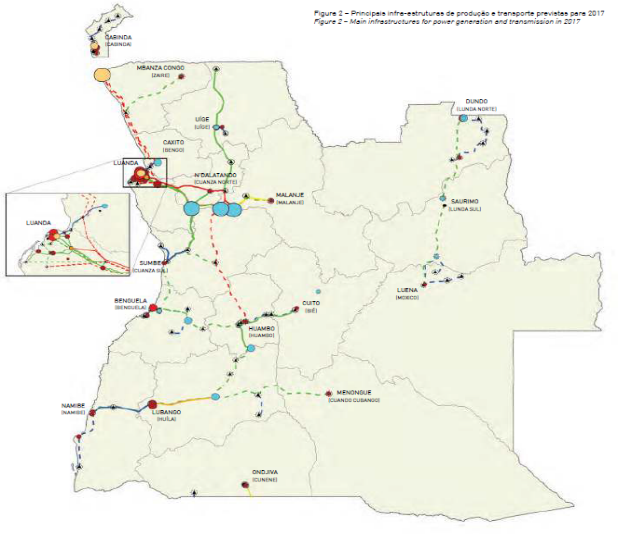 Figura 2 – Principais infra-estruturas de produção e transporte previstas para 2017
Figure 2 – Main infrastructures for power generation and transmission in 2017
CABINDA
(CABINDA)
MBANZA CONGO
(ZAIRE)
DUNDO
(LUNDA NORTE)
UÍGE
(UÍGE)
CAXITO
(BENGO)
LUANDA
N'DALATANDO
(CUANZA NORTE)
MALANJE
(MALANJE)
SAURIMO
(LUNDA SUL)
LUANDA
SUMBE
(CUANZA SUL)
LUENA
(MOXICO)
BENGUELA
(BENGUELA)
CUITO
(BIÉ)
HUAMBO
(HUAMBO)
MENONGUE
(CUANDO CUBANGO)
NAMIBE
(NAMIBE)
LUBANGO
(HUÍLA)
ONDJIVA
(CUNENE)